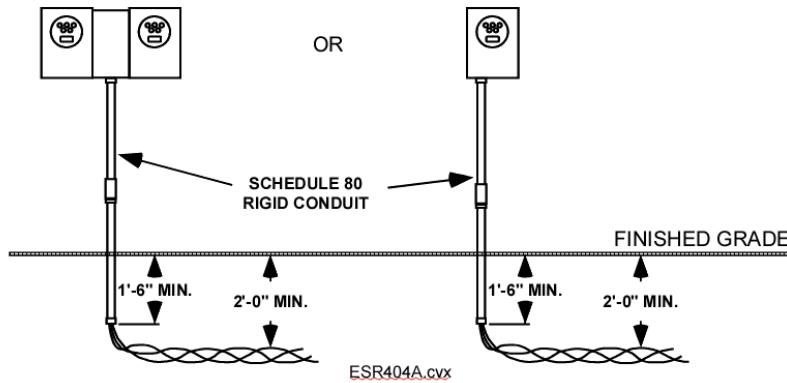 OR
SCHEDULE 80
RIGID CONDUIT
FINISHED GRADE
1'-6" MIN.
2'-0" MIN.
1'-6" MIN.
2'-0" MIN.
ESR404A.cvx